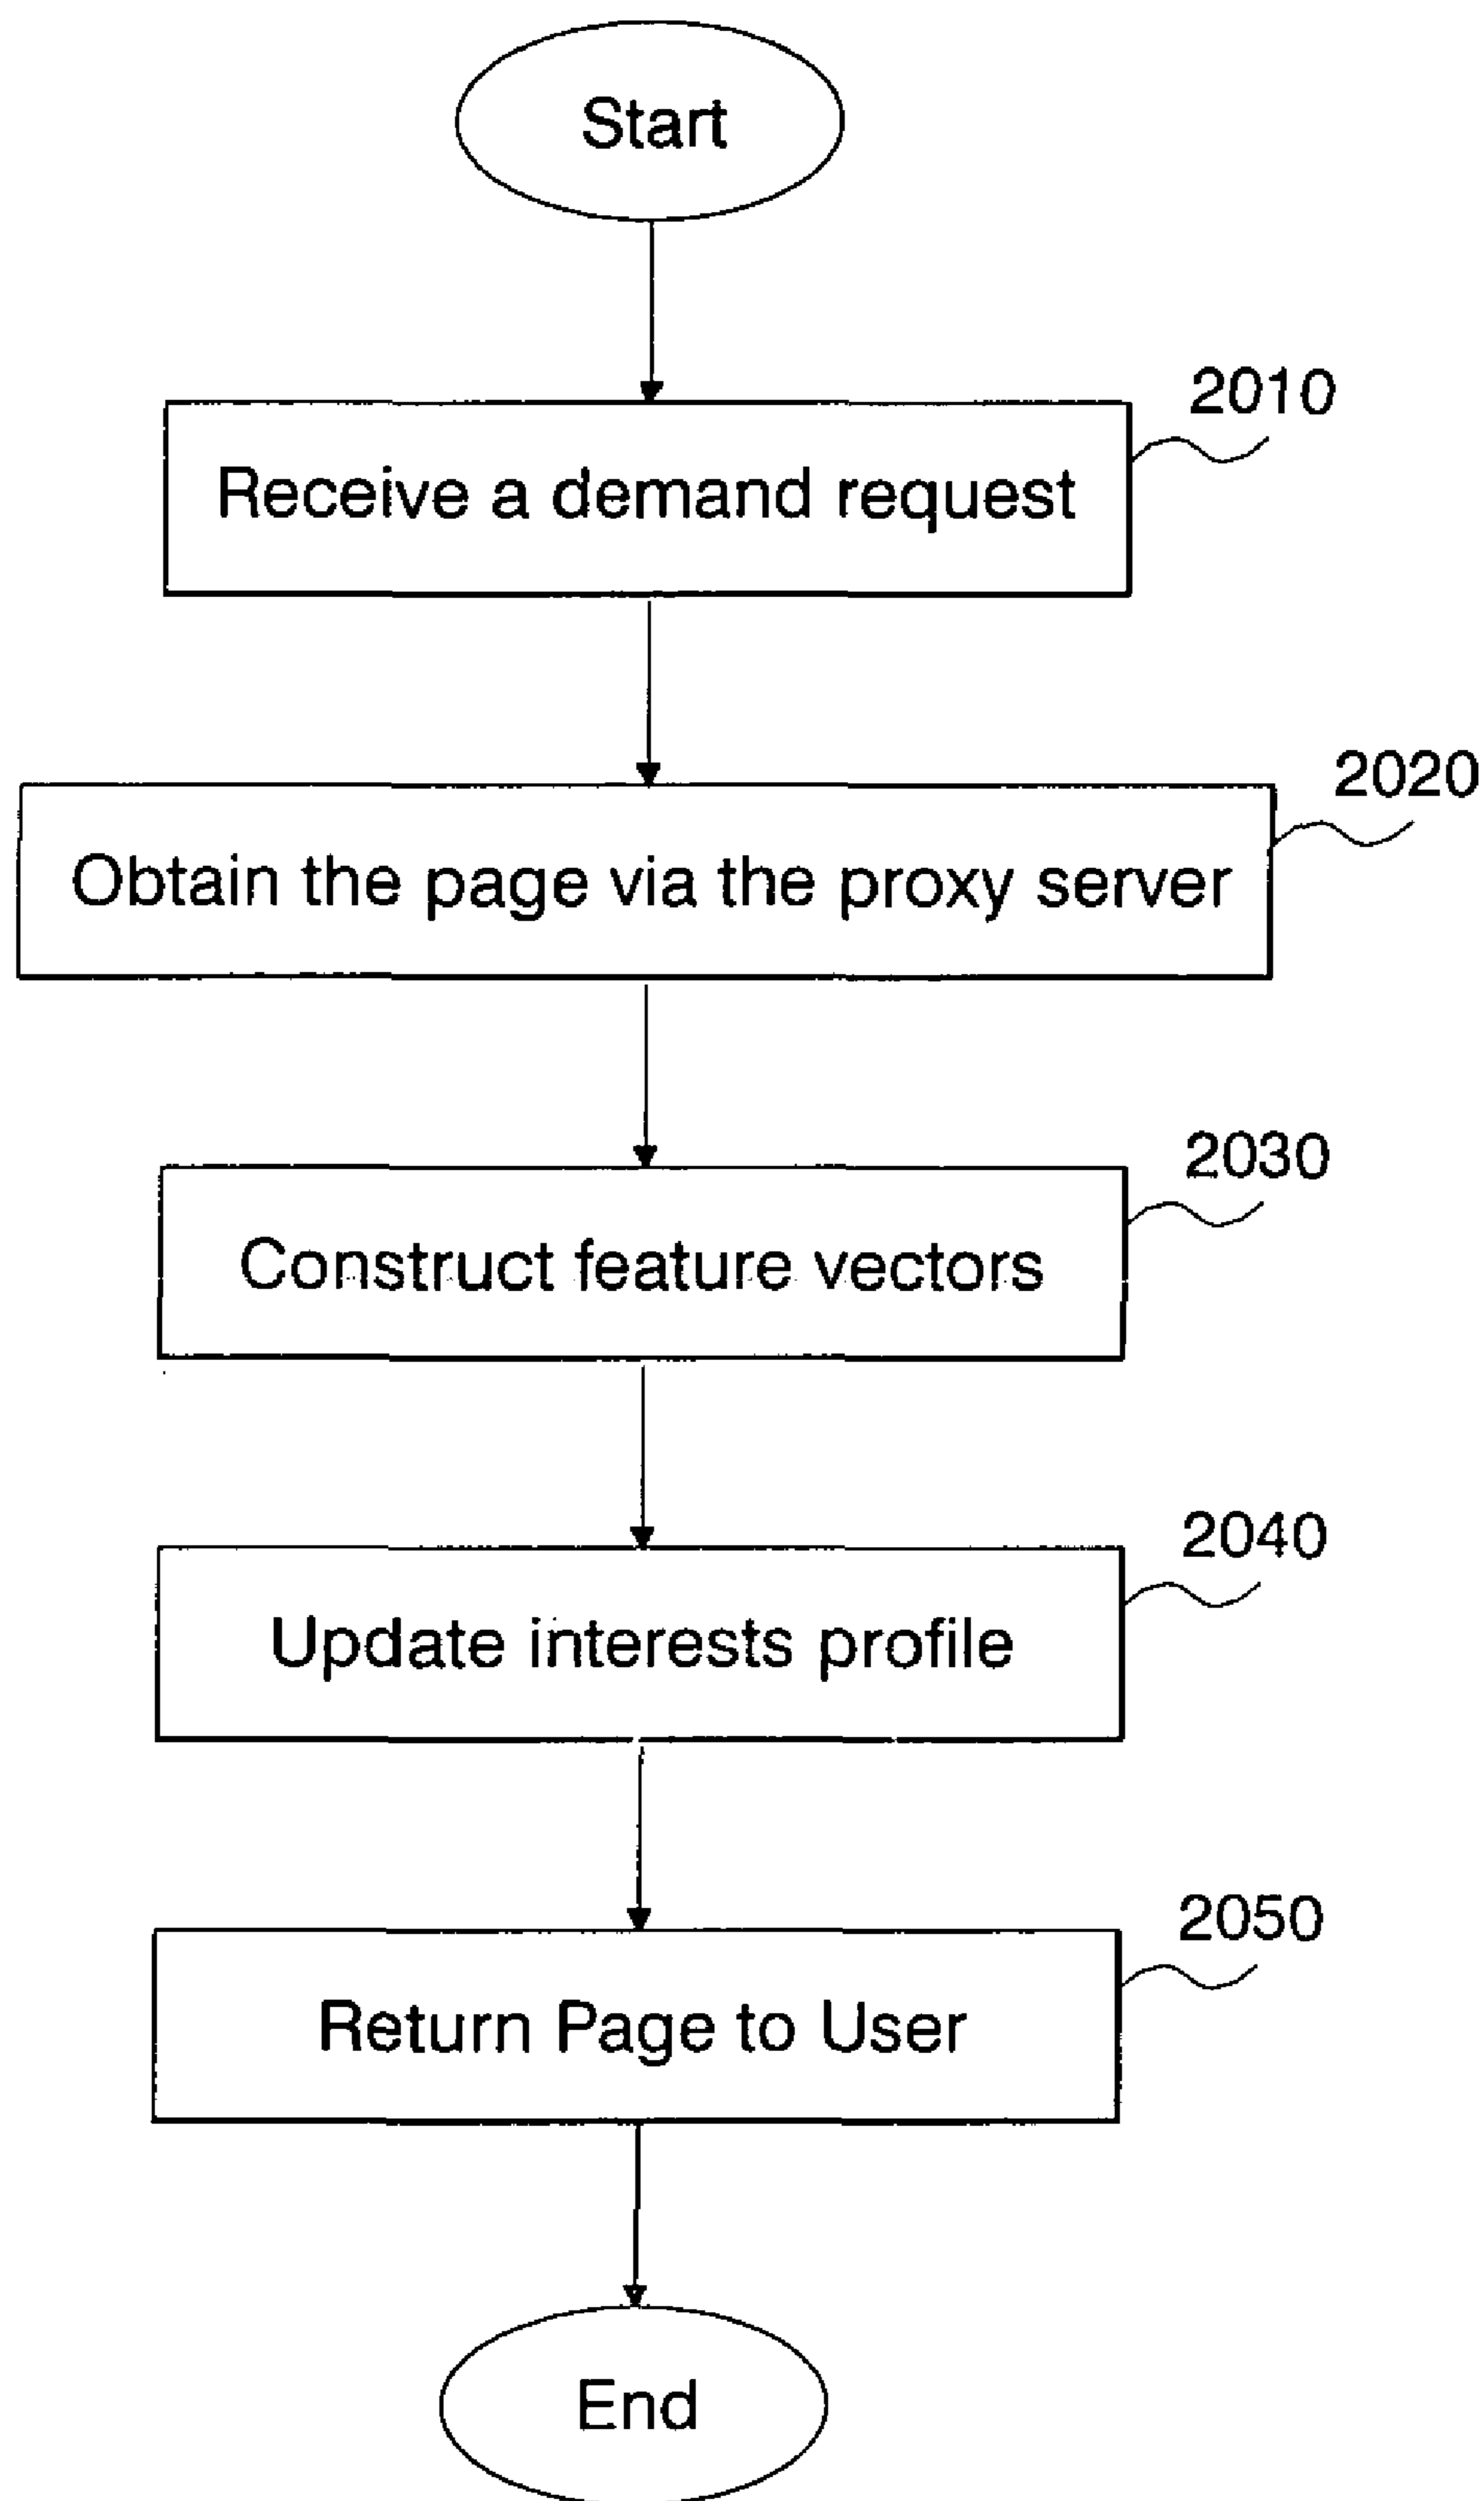 Start
2010
Receive a demand request
2020
Obtain the page via the proxy server
2030
Construct feature vectors
2040
Update interests profile
2050
Return Page to User
End